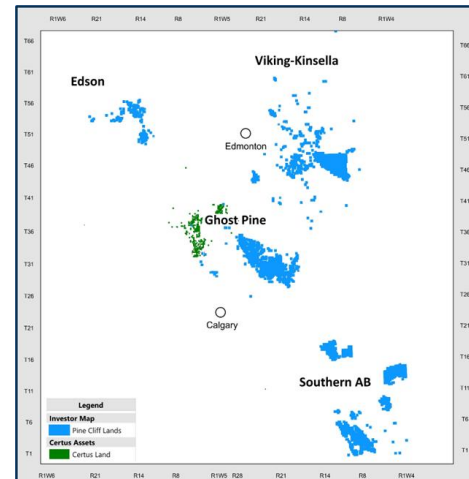 R1W6 R21 R14 R8 R1W5 R21 R14 R8 R1W4
T66 T66
T61 T61
T56 T56
T51 T51
T46 T46
T41 T41
T36 T36
T31 T31
T26 T26
T21 T21
T16 T16
T11 T11
T6 T6
T1 T1
Viking-Kinsella
Edson
Edmonton
Ghost Pine
Calgary
Southern AB
Legend
Investor Map
Pine Cliff Lands
Certus Assets
Certus Land
R1W6 R21 R14 R8 R1W5 R28 R21 R14 R8 R1W4